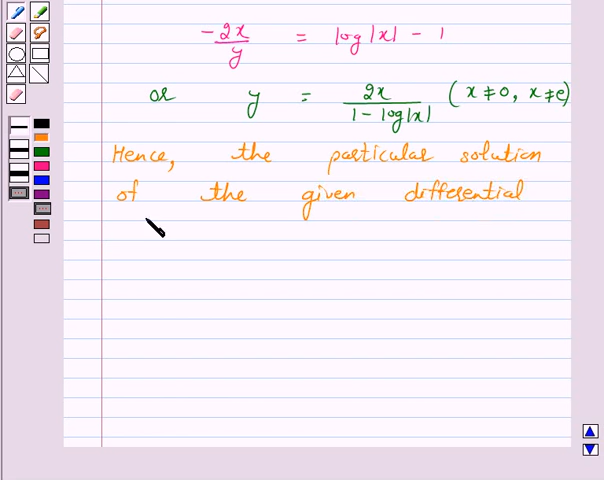 -2x/y = log|x| - 1
or y = 2x/(1 - log|x|) (x ≠ 0, x ≠ e)
Hence, the particular solution
of the given differential